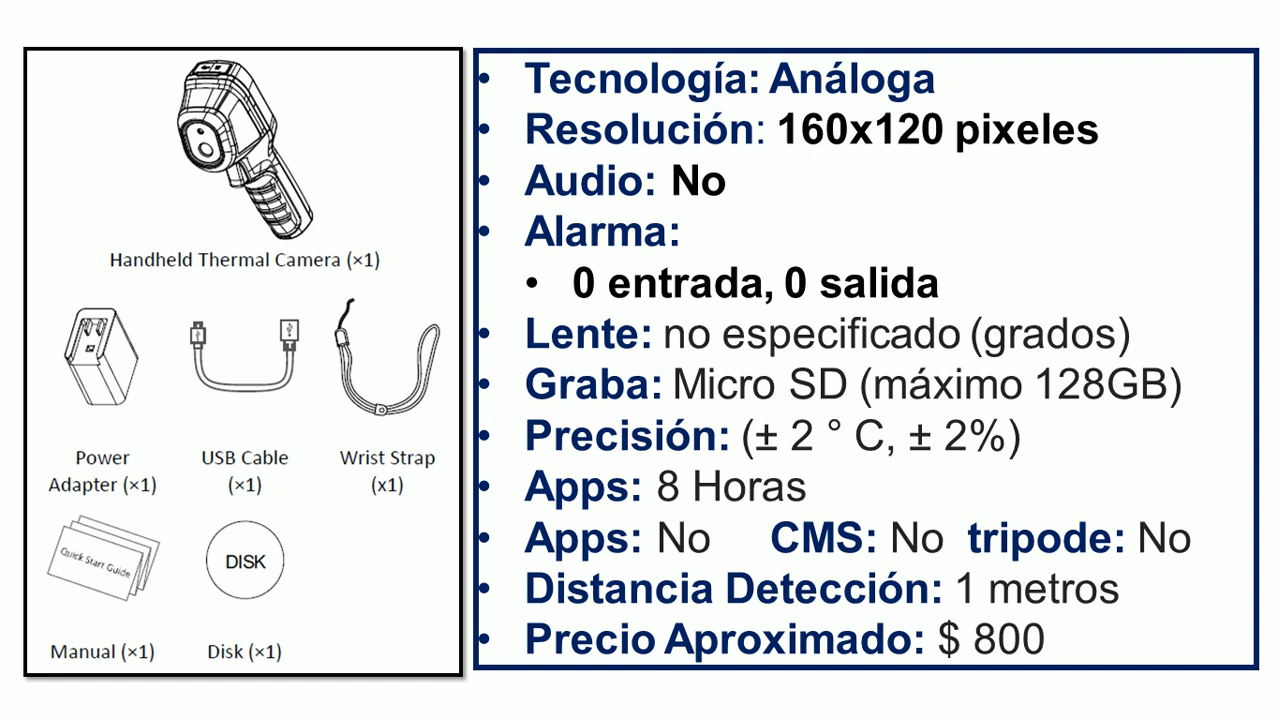 Handheld Thermal Camera (×1)
Power
Adapter (×1)
USB Cable
(×1)
Wrist Strap
(x1)
Quick Start Guide
DISK
Manual (×1)
Disk (×1)
• Tecnología: Análoga
• Resolución: 160x120 pixeles
• Audio: No
• Alarma:
• 0 entrada, 0 salida
• Lente: no especificado (grados)
• Graba: Micro SD (máximo 128GB)
• Precisión: (± 2 ° C, ± 2%)
• Apps: 8 Horas
• Apps: No CMS: No tripode: No
• Distancia Detección: 1 metros
• Precio Aproximado: $ 800